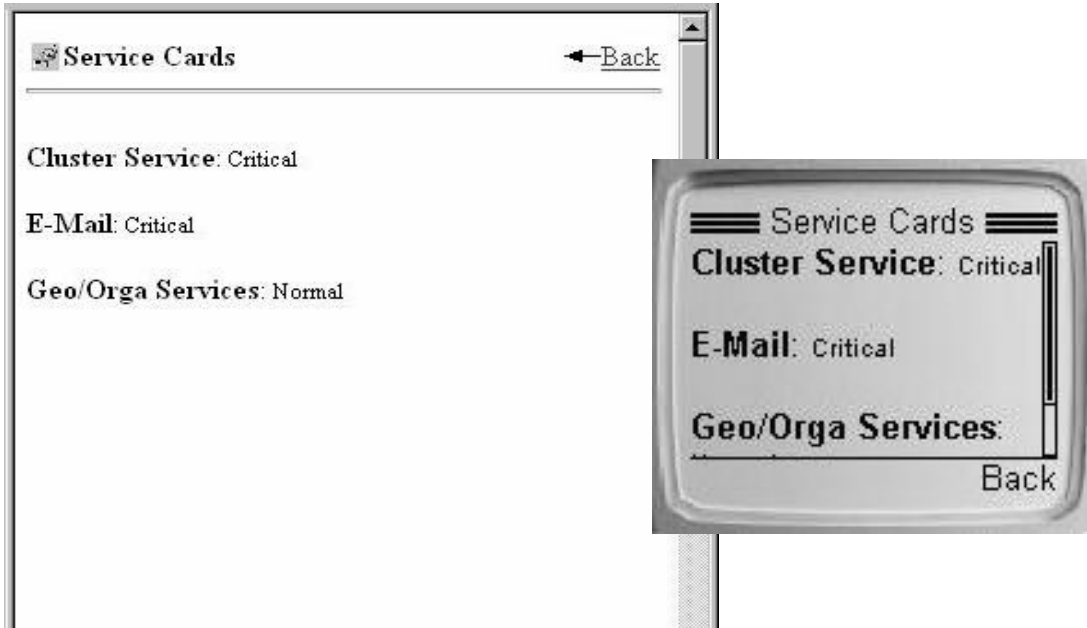 Service Cards
Back
Cluster Service: Critical
E-Mail: Critical
Geo/Orga Services: Normal
Service Cards
Cluster Service: Critical
E-Mail: Critical
Geo/Orga Services:
Back